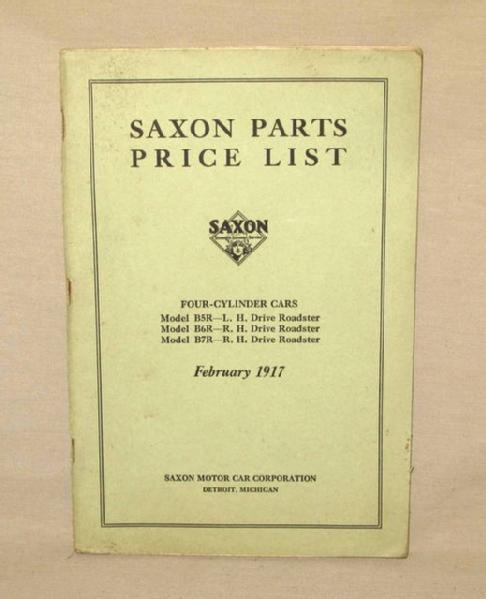 SAXON PARTS
PRICE LIST
SAXON
FOUR-CYLINDER CARS
Model B5R—L. H. Drive Roadster
Model B6R—R. H. Drive Roadster
Model B7R—R. H. Drive Roadster
February 1917
SAXON MOTOR CAR CORPORATION
DETROIT, MICHIGAN